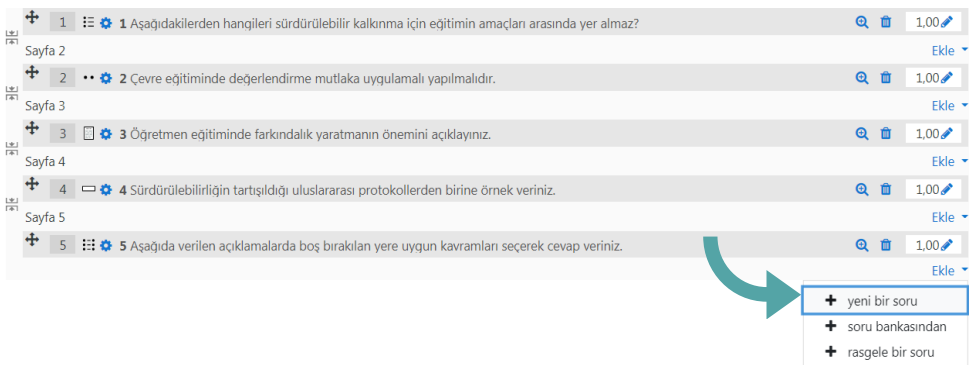 1 1 Aşağıdakilerden hangileri sürdürülebilir kalkınma için eğitimin amaçları arasında yer almaz? 1,00
Sayfa 2 Ekle
2 2 Çevre eğitiminde değerlendirme mutlaka uygulamalı yapılmalıdır. 1,00
Sayfa 3 Ekle
3 3 Öğretmen eğitiminde farkındalık yaratmanın önemini açıklayınız. 1,00
Sayfa 4 Ekle
4 4 Sürdürülebilirliğin tartışıldığı uluslararası protokollerden birine örnek veriniz. 1,00
Sayfa 5 Ekle
5 5 Aşağıda verilen açıklamalarda boş bırakılan yere uygun kavramları seçerek cevap veriniz. 1,00
Ekle
yeni bir soru
soru bankasından
rasgele bir soru